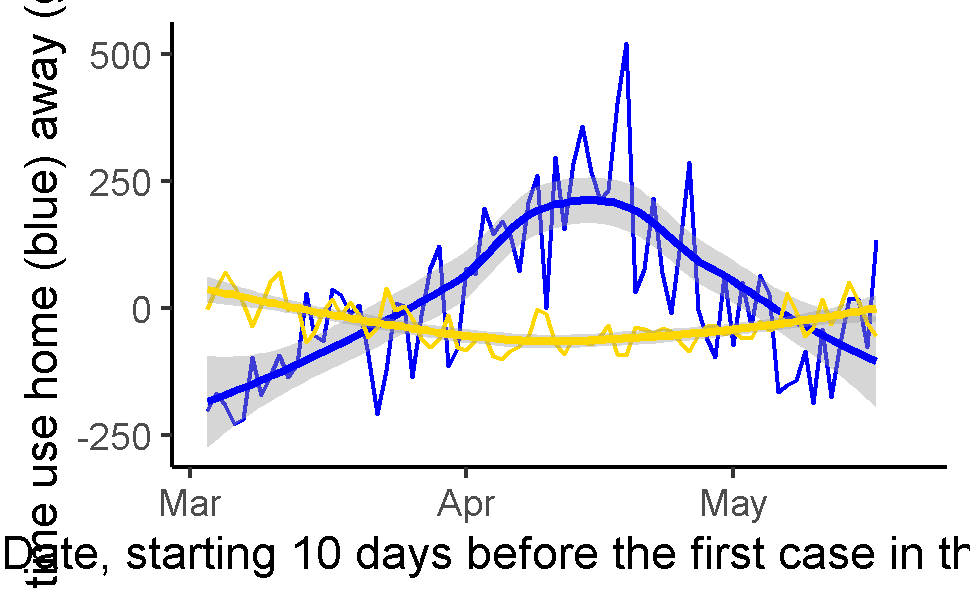 time use home (blue) away (
500
250
0
-250
Mar Apr May
Date, starting 10 days before the first case in th